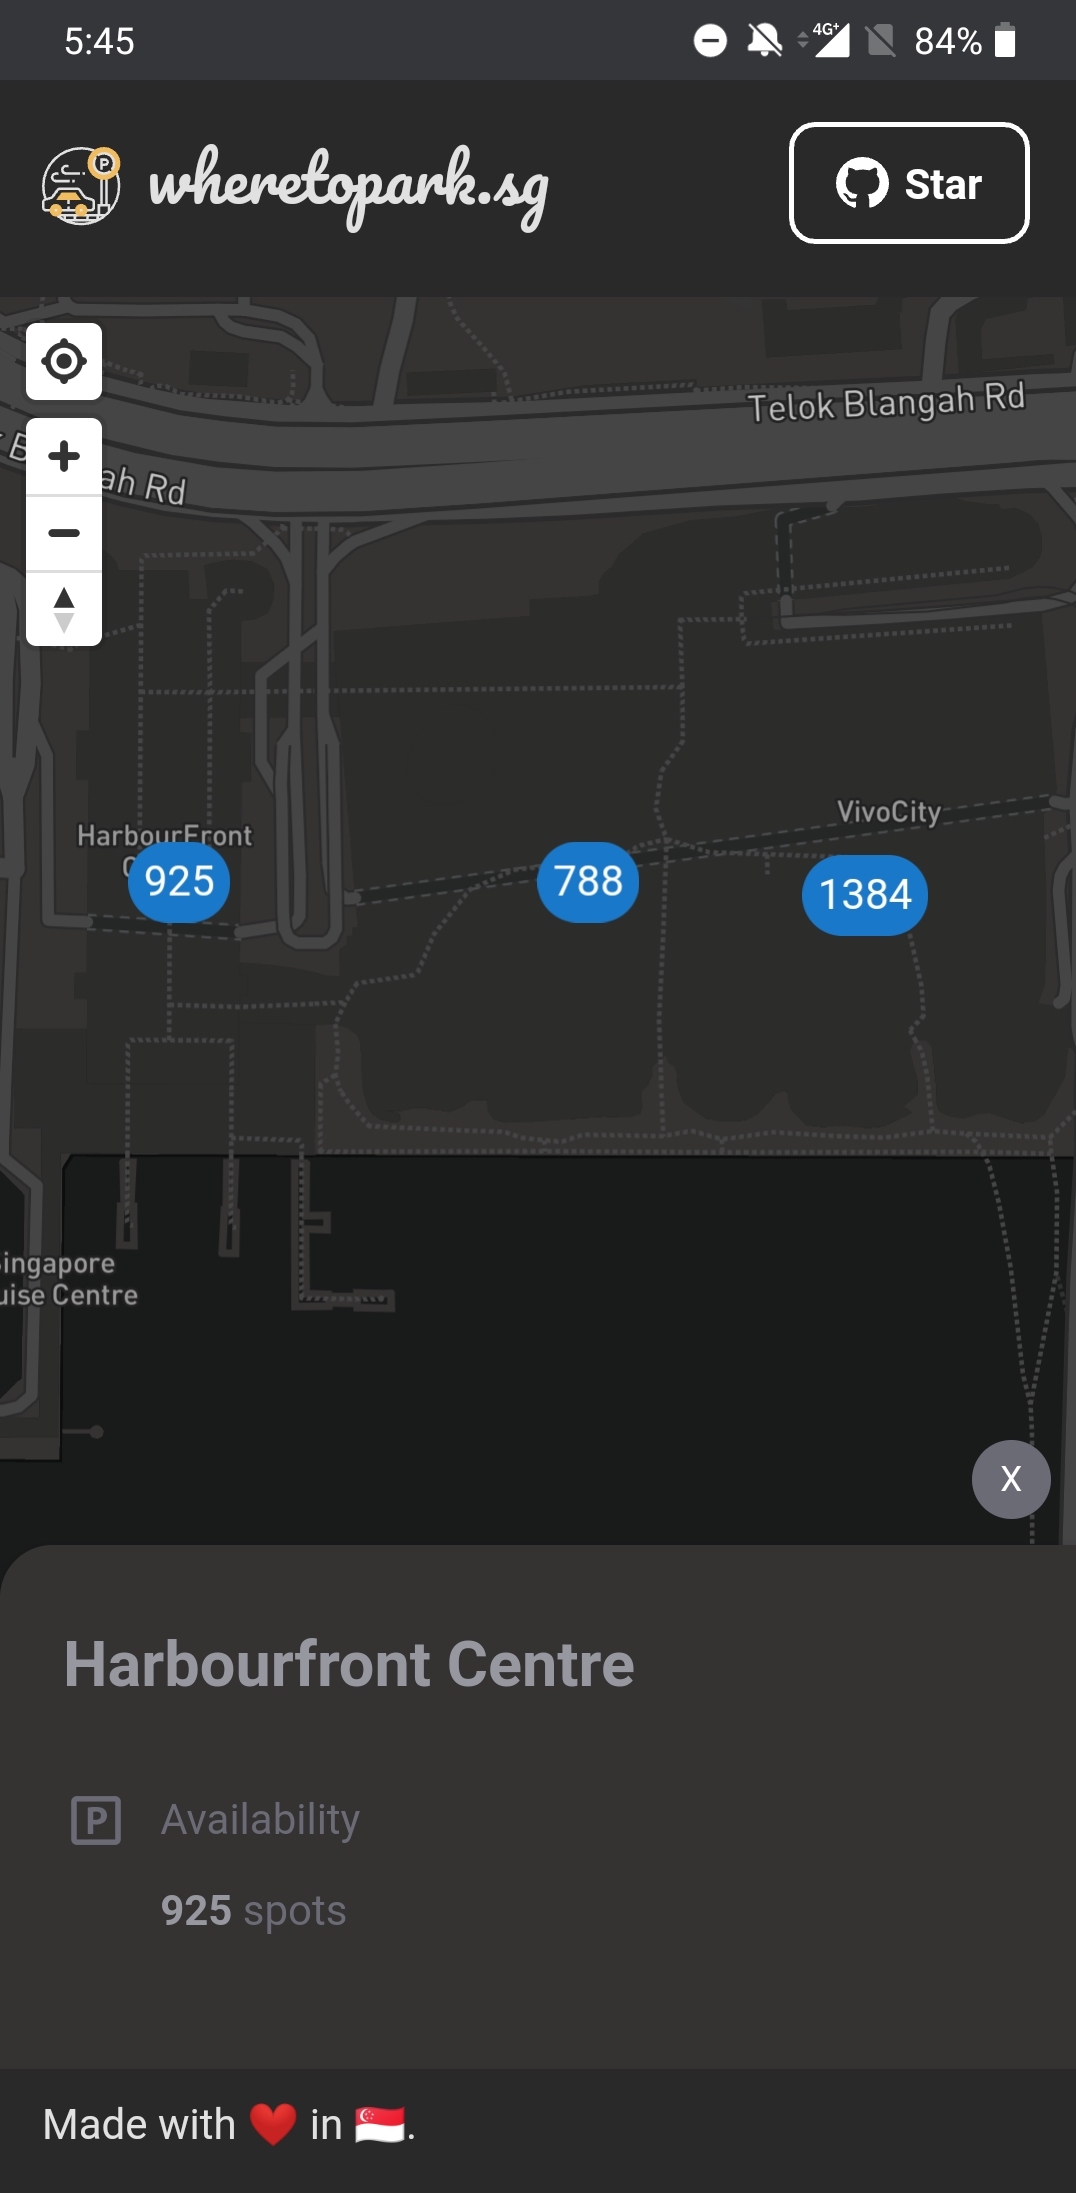 5:45
4G+
84%
P
wheretopark.sg
Star
Telok Blangah Rd
ah Rd
VivoCity
HarbourFront
925
788
1384
ingapore
uise Centre
X
Harbourfront Centre
P
Availability
925 spots
Made with ❤️ in 🇸🇬.